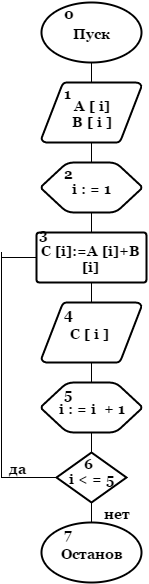 0
Пуск
1
A [ i]
B [ i ]
2
i : = 1
3
C [i]:=A [i]+B
[i]
4
C [ i ]
5
i : = i + 1
6
i < = 5
да
нет
7
Останов